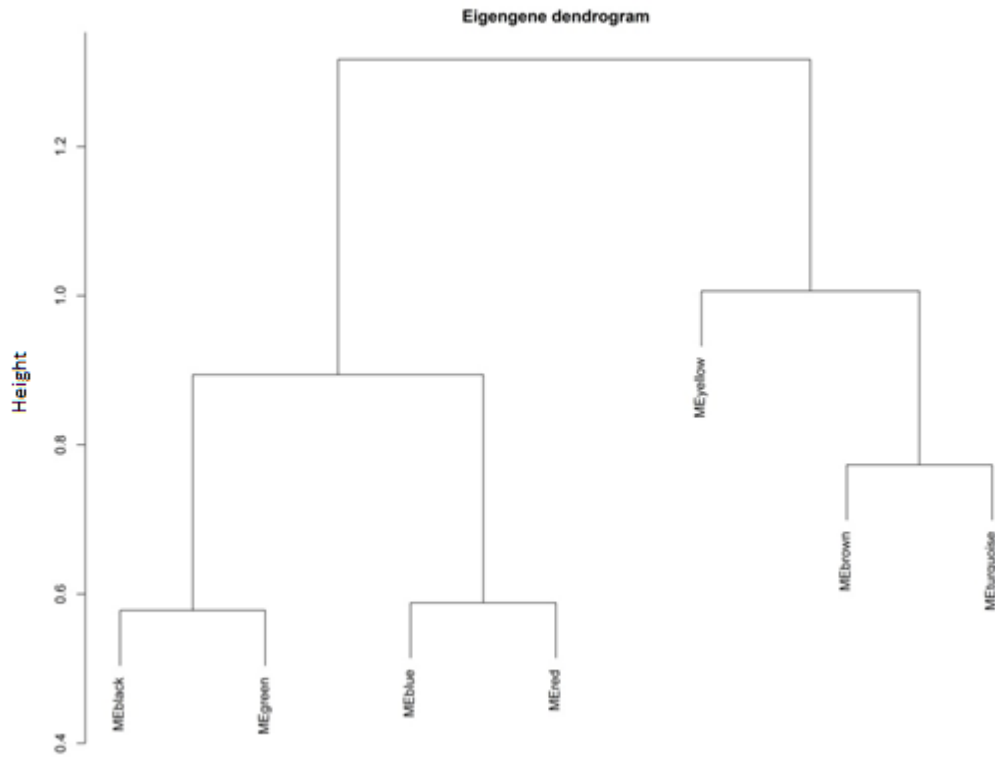 Eigengene dendrogram
Height
1.2
1.0
0.8
0.6
0.4
MEblack
MEgreen
MEblue
MEred
MEyellow
MEbrown
MEturquoise